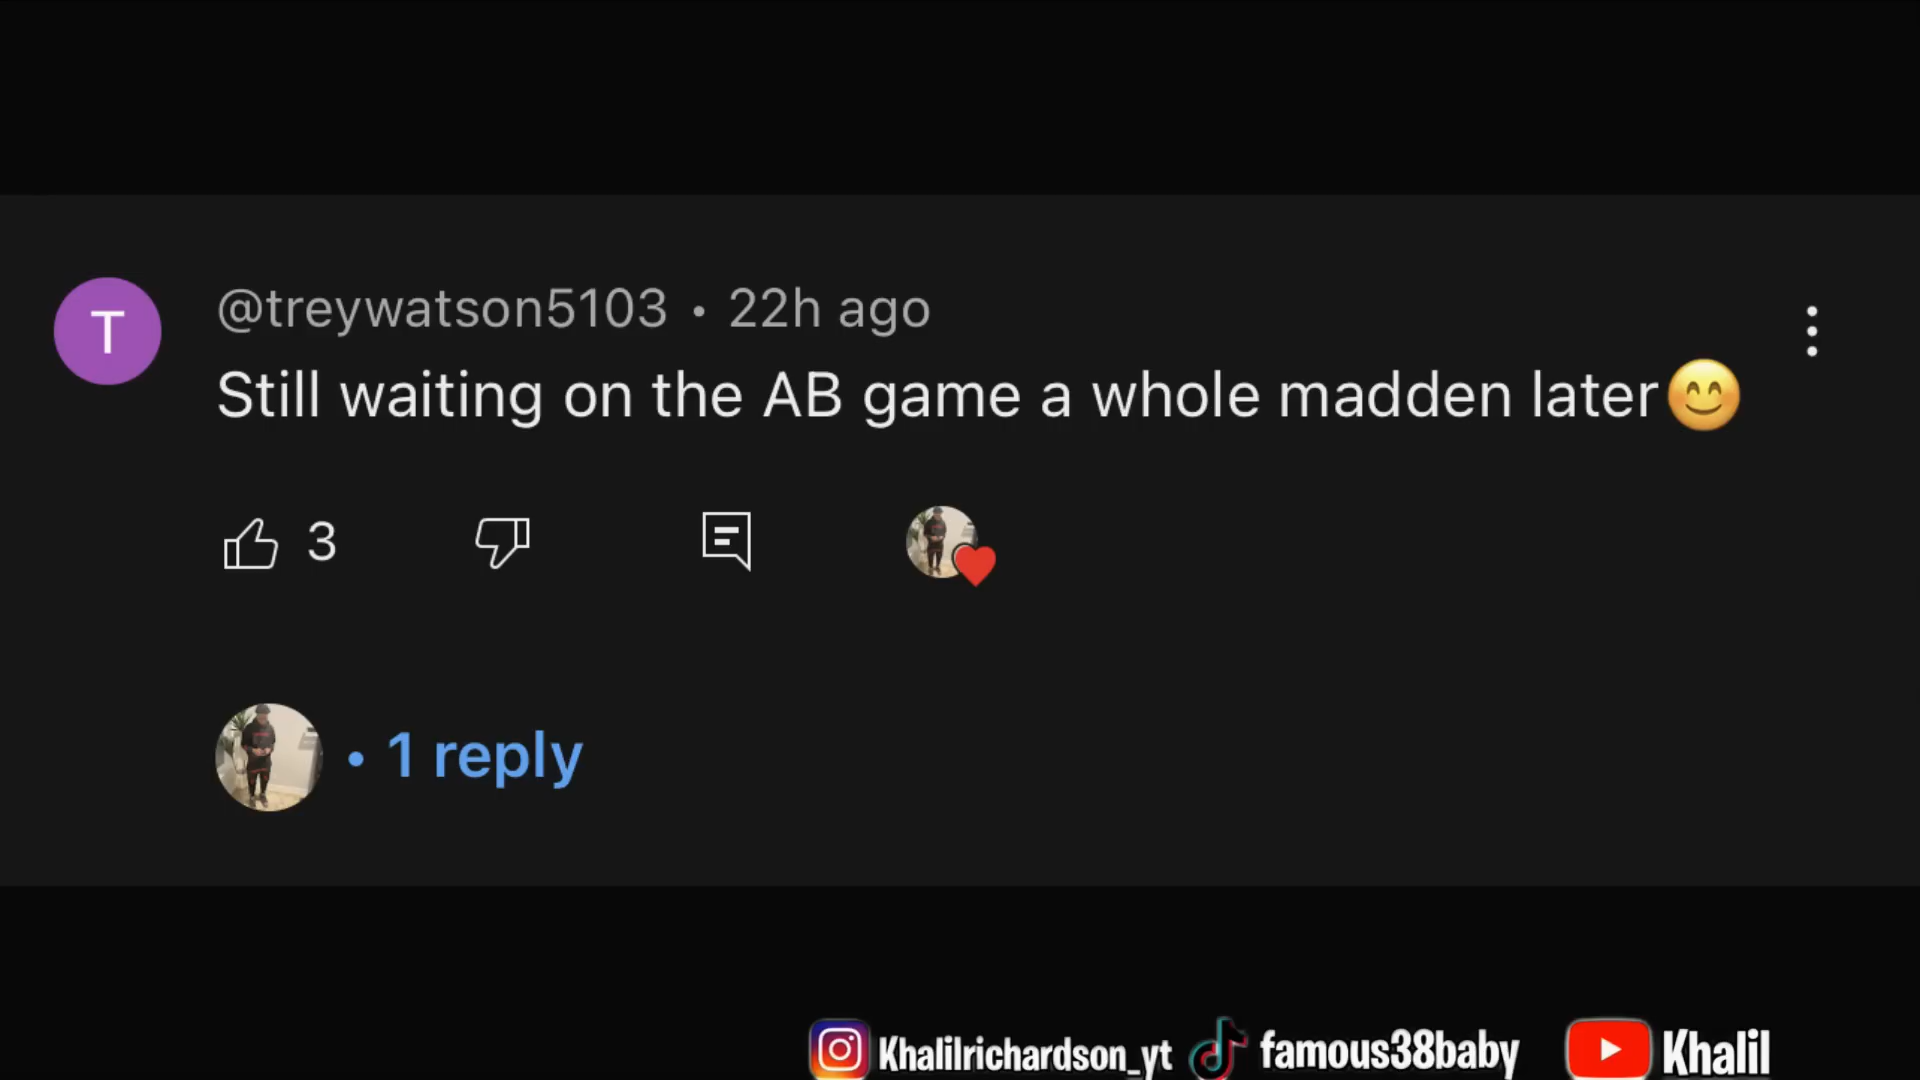 T
@treywatson5103 • 22h ago
Still waiting on the AB game a whole madden later😊
3
• 1 reply
Khalilrichardson_yt famous38baby Khalil